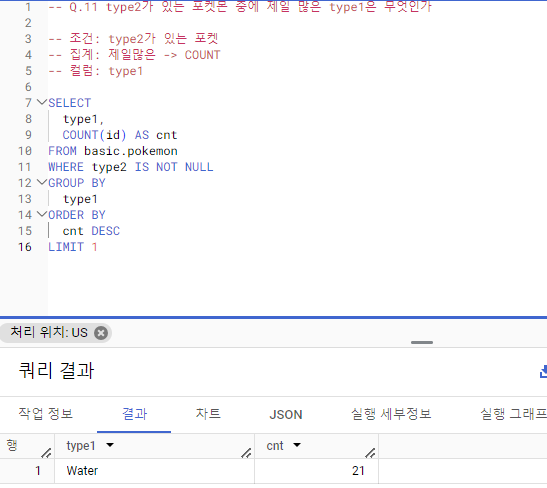 1 -- Q.11 type2가 있는 포켓몬 중에 제일 많은 type1은 무엇인가
2
3 -- 조건: type2가 있는 포켓
4 -- 집계: 제일많은 -> COUNT
5 -- 컬럼: type1
6
7 SELECT
8 type1,
9 COUNT(id) AS cnt
10 FROM basic.pokemon
11 WHERE type2 IS NOT NULL
12 GROUP BY
13 type1
14 ORDER BY
15 cnt DESC
16 LIMIT 1
처리 위치: US
쿼리 결과
작업 정보 결과 차트 JSON 실행 세부정보 실행 그래프
행 type1 cnt
1 Water 21